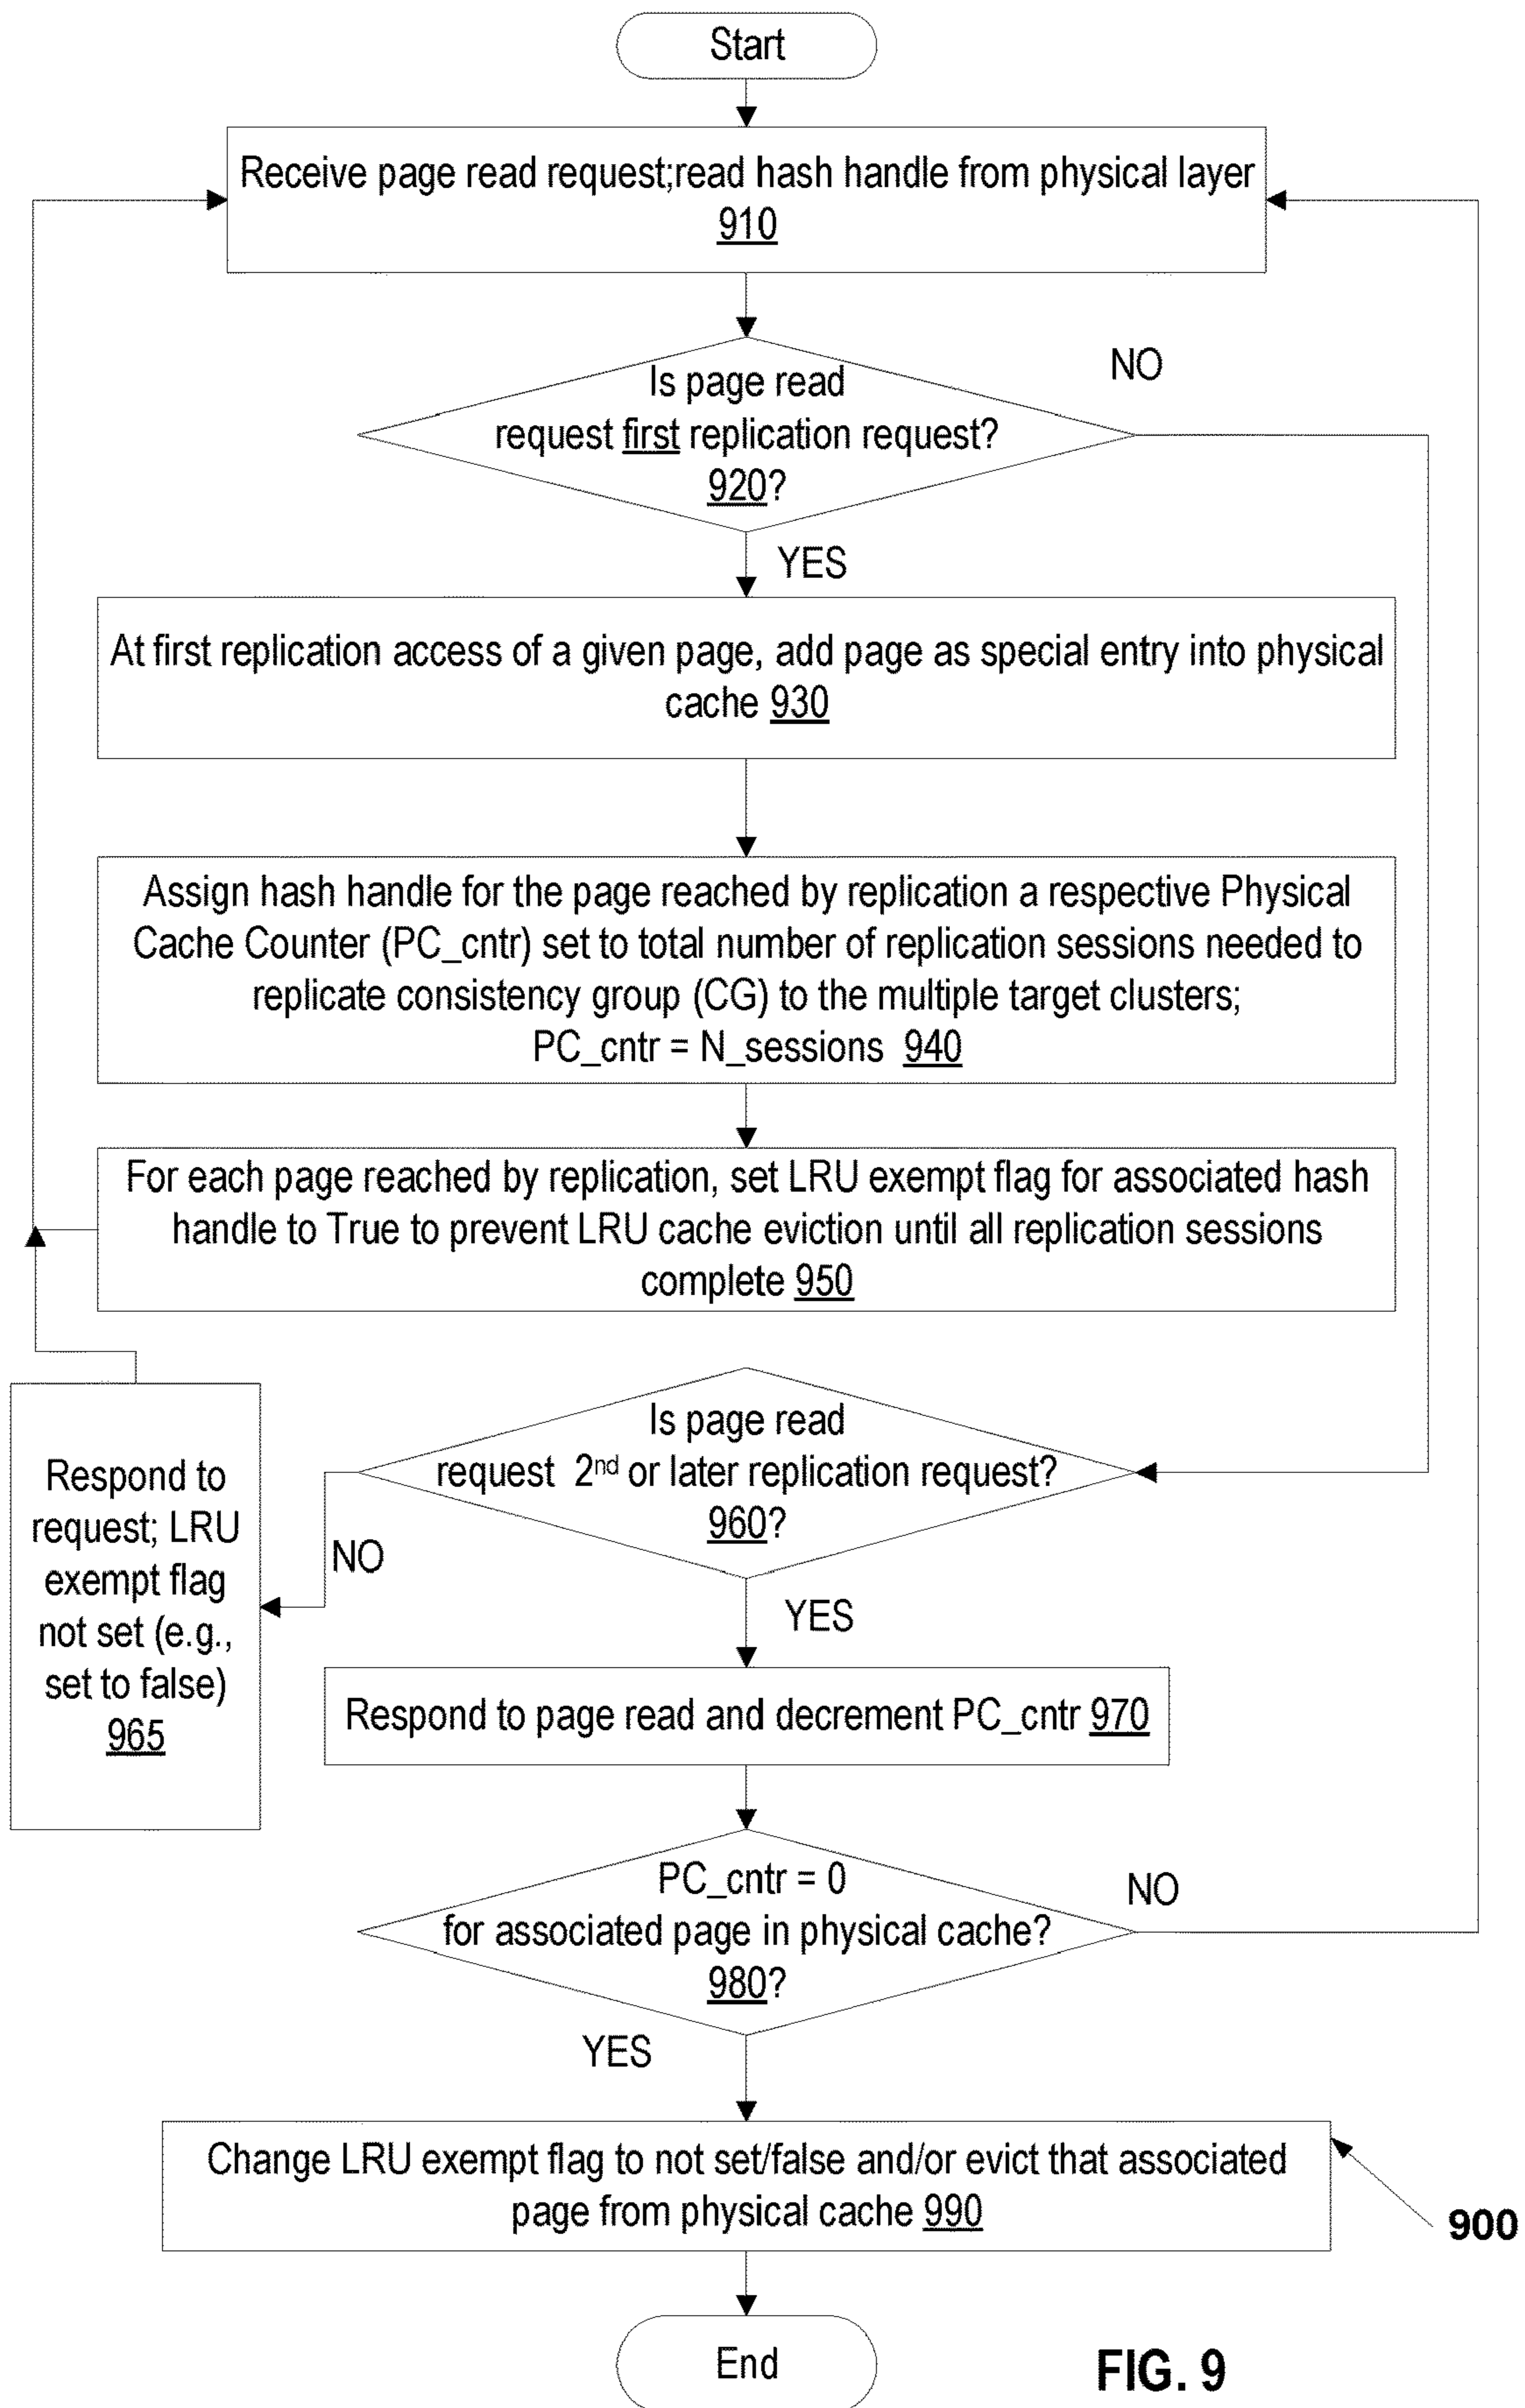 Start
Receive page read request;read hash handle from physical layer
910
Is page read
request first replication request?
920?
NO
YES
At first replication access of a given page, add page as special entry into physical
cache 930
Assign hash handle for the page reached by replication a respective Physical
Cache Counter (PC_cntr) set to total number of replication sessions needed to
replicate consistency group (CG) to the multiple target clusters;
PC_cntr = N_sessions 940
For each page reached by replication, set LRU exempt flag for associated hash
handle to True to prevent LRU cache eviction until all replication sessions
complete 950
Is page read
request 2nd or later replication request?
960?
NO
Respond to
request; LRU
exempt flag
not set (e.g.,
set to false)
965
YES
Respond to page read and decrement PC_cntr 970
PC_cntr = 0
for associated page in physical cache?
980?
NO
YES
Change LRU exempt flag to not set/false and/or evict that associated
page from physical cache 990
900
End
FIG. 9